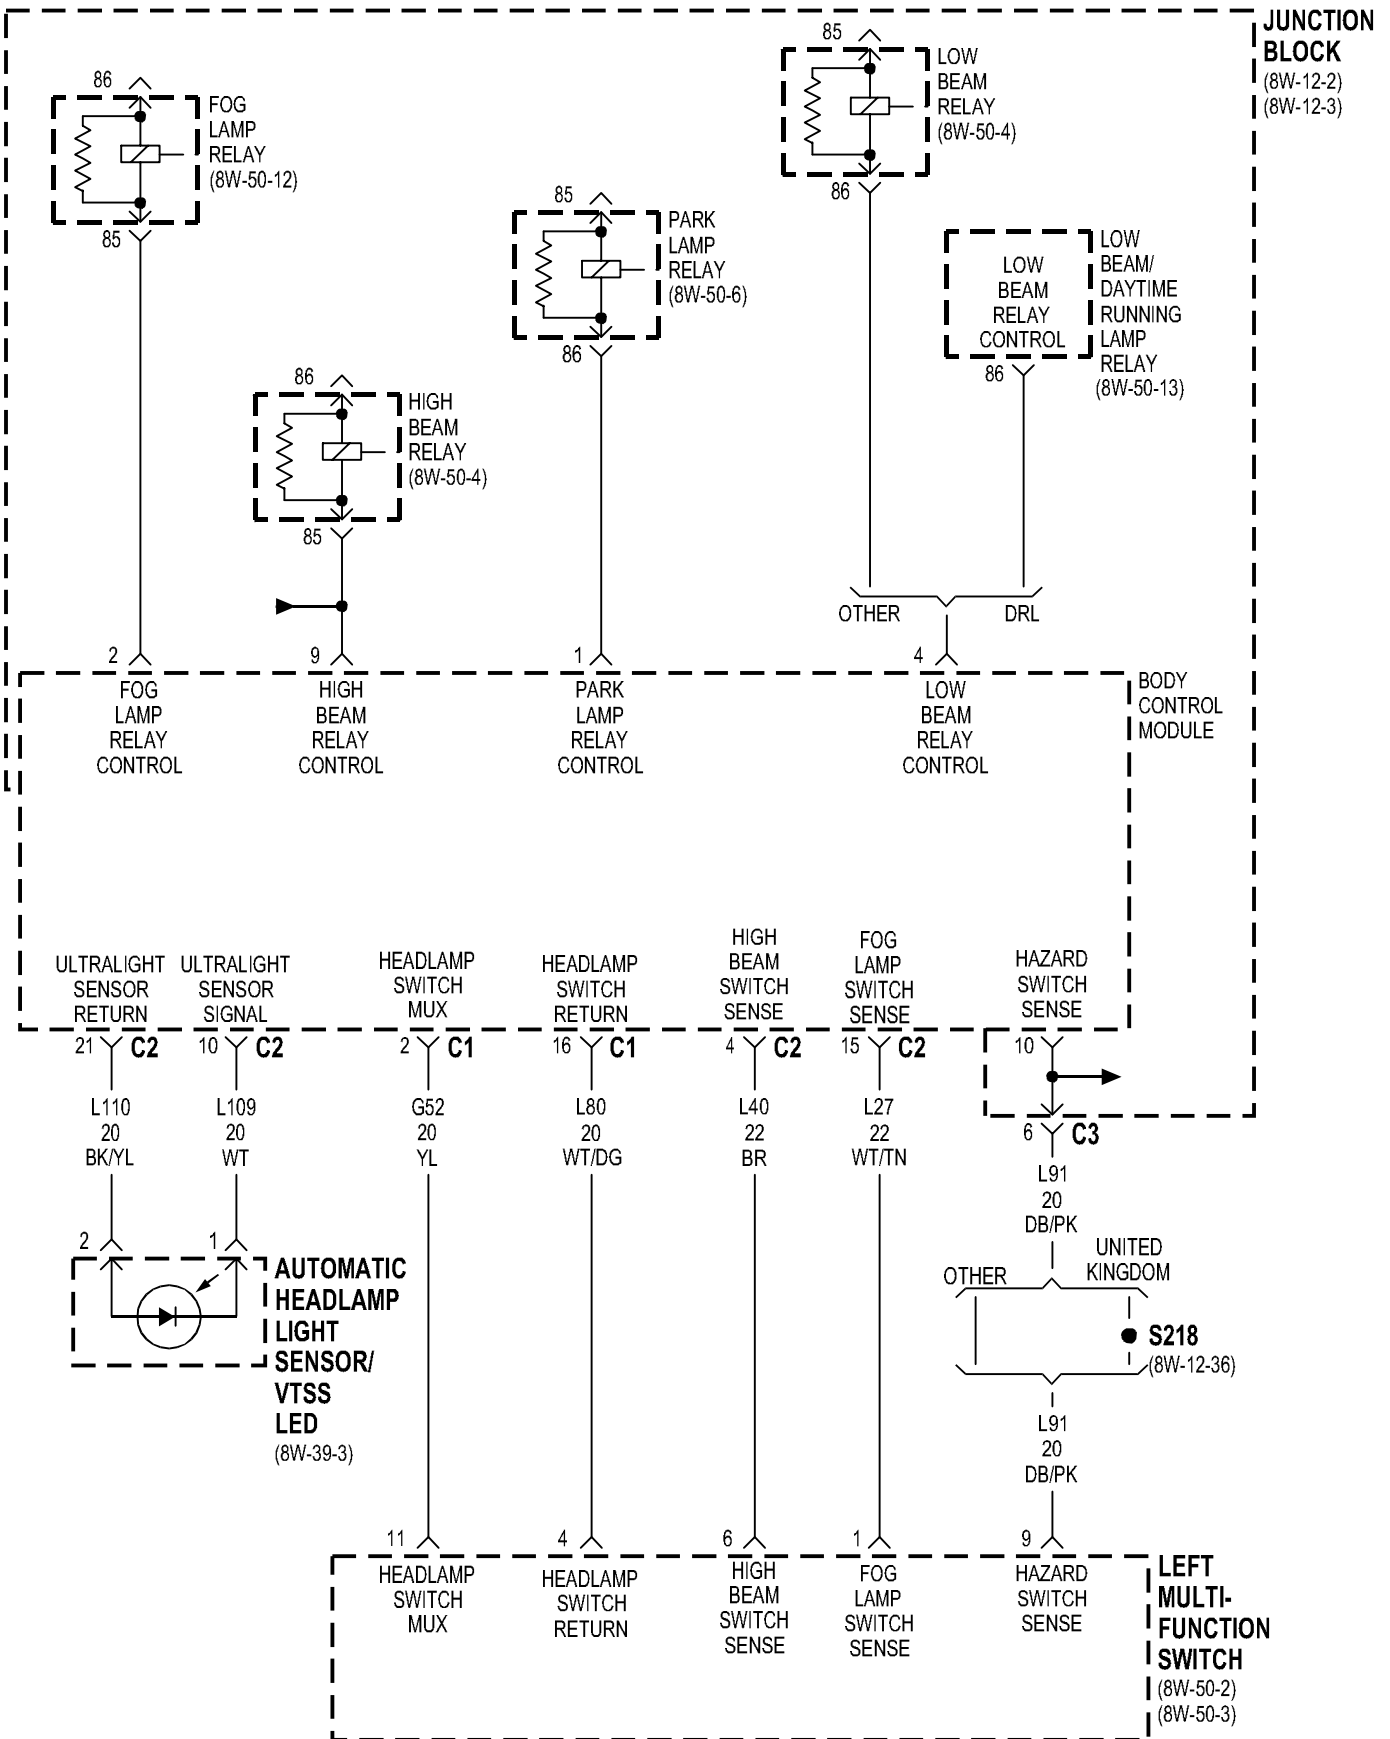 JUNCTION
BLOCK
(8W-12-2)
(8W-12-3)
85
LOW
BEAM
RELAY
(8W-50-4)
86
86
FOG
LAMP
RELAY
(8W-50-12)
85
85
PARK
LAMP
RELAY
(8W-50-6)
86
LOW
BEAM
RELAY
CONTROL
86
LOW
BEAM/
DAYTIME
RUNNING
LAMP
RELAY
(8W-50-13)
86
HIGH
BEAM
RELAY
(8W-50-4)
85
OTHER
DRL
2
9
1
4
FOG
LAMP
RELAY
CONTROL
HIGH
BEAM
RELAY
CONTROL
PARK
LAMP
RELAY
CONTROL
LOW
BEAM
RELAY
CONTROL
BODY
CONTROL
MODULE
ULTRALIGHT
SENSOR
RETURN
ULTRALIGHT
SENSOR
SIGNAL
HEADLAMP
SWITCH
MUX
HEADLAMP
SWITCH
RETURN
HIGH
BEAM
SWITCH
SENSE
FOG
LAMP
SWITCH
SENSE
HAZARD
SWITCH
SENSE
21 C2
10 C2
2 C1
16 C1
4 C2
15 C2
10
L110
20
BK/YL
L109
20
WT
G52
20
YL
L80
20
WT/DG
L40
22
BR
L27
22
WT/TN
6 C3
L91
20
DB/PK
2
1
AUTOMATIC
HEADLAMP
LIGHT
SENSOR/
VTSS
LED
(8W-39-3)
OTHER
UNITED
KINGDOM
S218
(8W-12-36)
L91
20
DB/PK
11
4
6
1
9
HEADLAMP
SWITCH
MUX
HEADLAMP
SWITCH
RETURN
HIGH
BEAM
SWITCH
SENSE
FOG
LAMP
SWITCH
SENSE
HAZARD
SWITCH
SENSE
LEFT
MULTI-
FUNCTION
SWITCH
(8W-50-2)
(8W-50-3)